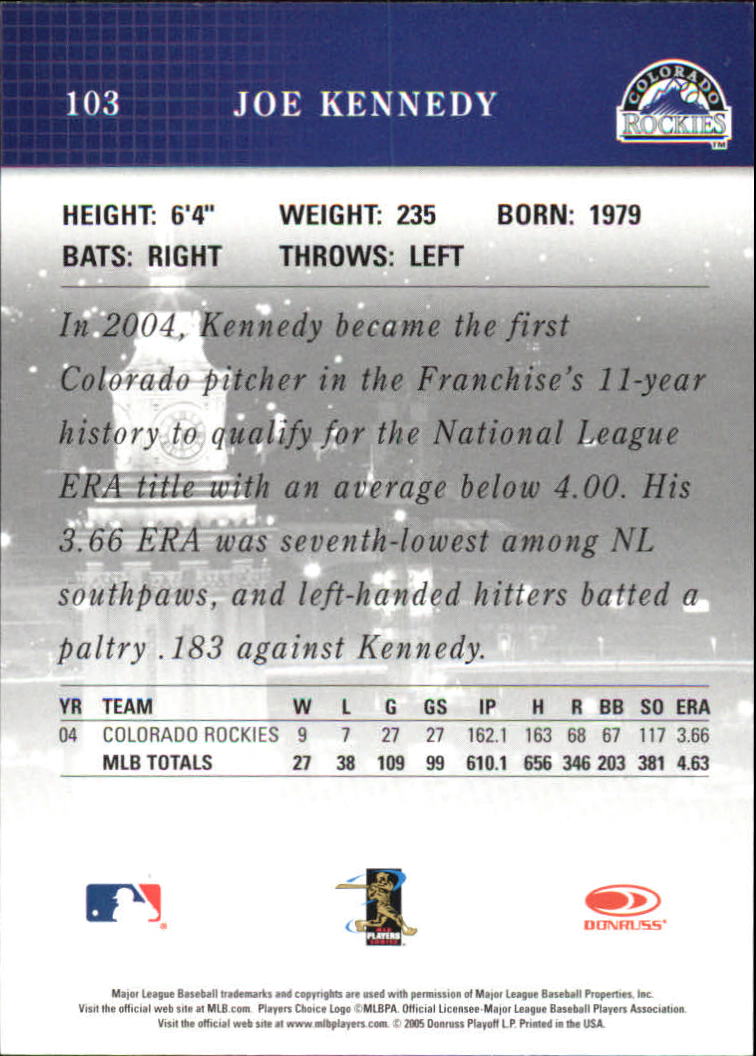 103 JOE KENNEDY
COLORADO
ROCKIES
TM
HEIGHT: 6'4" WEIGHT: 235 BORN: 1979
BATS: RIGHT THROWS: LEFT
In 2004, Kennedy became the first
Colorado pitcher in the Franchise's 11-year
history to qualify for the National League
ERA title with an average below 4.00. His
3.66 ERA was seventh-lowest among NL
southpaws, and left-handed hitters batted a
paltry .183 against Kennedy.
YR TEAM W L G GS IP H R BB SO ERA
04 COLORADO ROCKIES 9 7 27 27 162.1 163 68 67 117 3.66
MLB TOTALS 27 38 109 99 610.1 656 346 203 381 4.63
MLB
PLAYERS
CHOICE
DONRUSS
Major League Baseball trademarks and copyrights are used with permission of Major League Baseball Properties, Inc.
Visit the official web site at MLB.com. Players Choice Logo ©MLBPA. Official Licensee-Major League Baseball Players Association.
Visit the official web site at www.mlbplayers.com. © 2005 Donruss Playoff L.P. Printed in the USA.